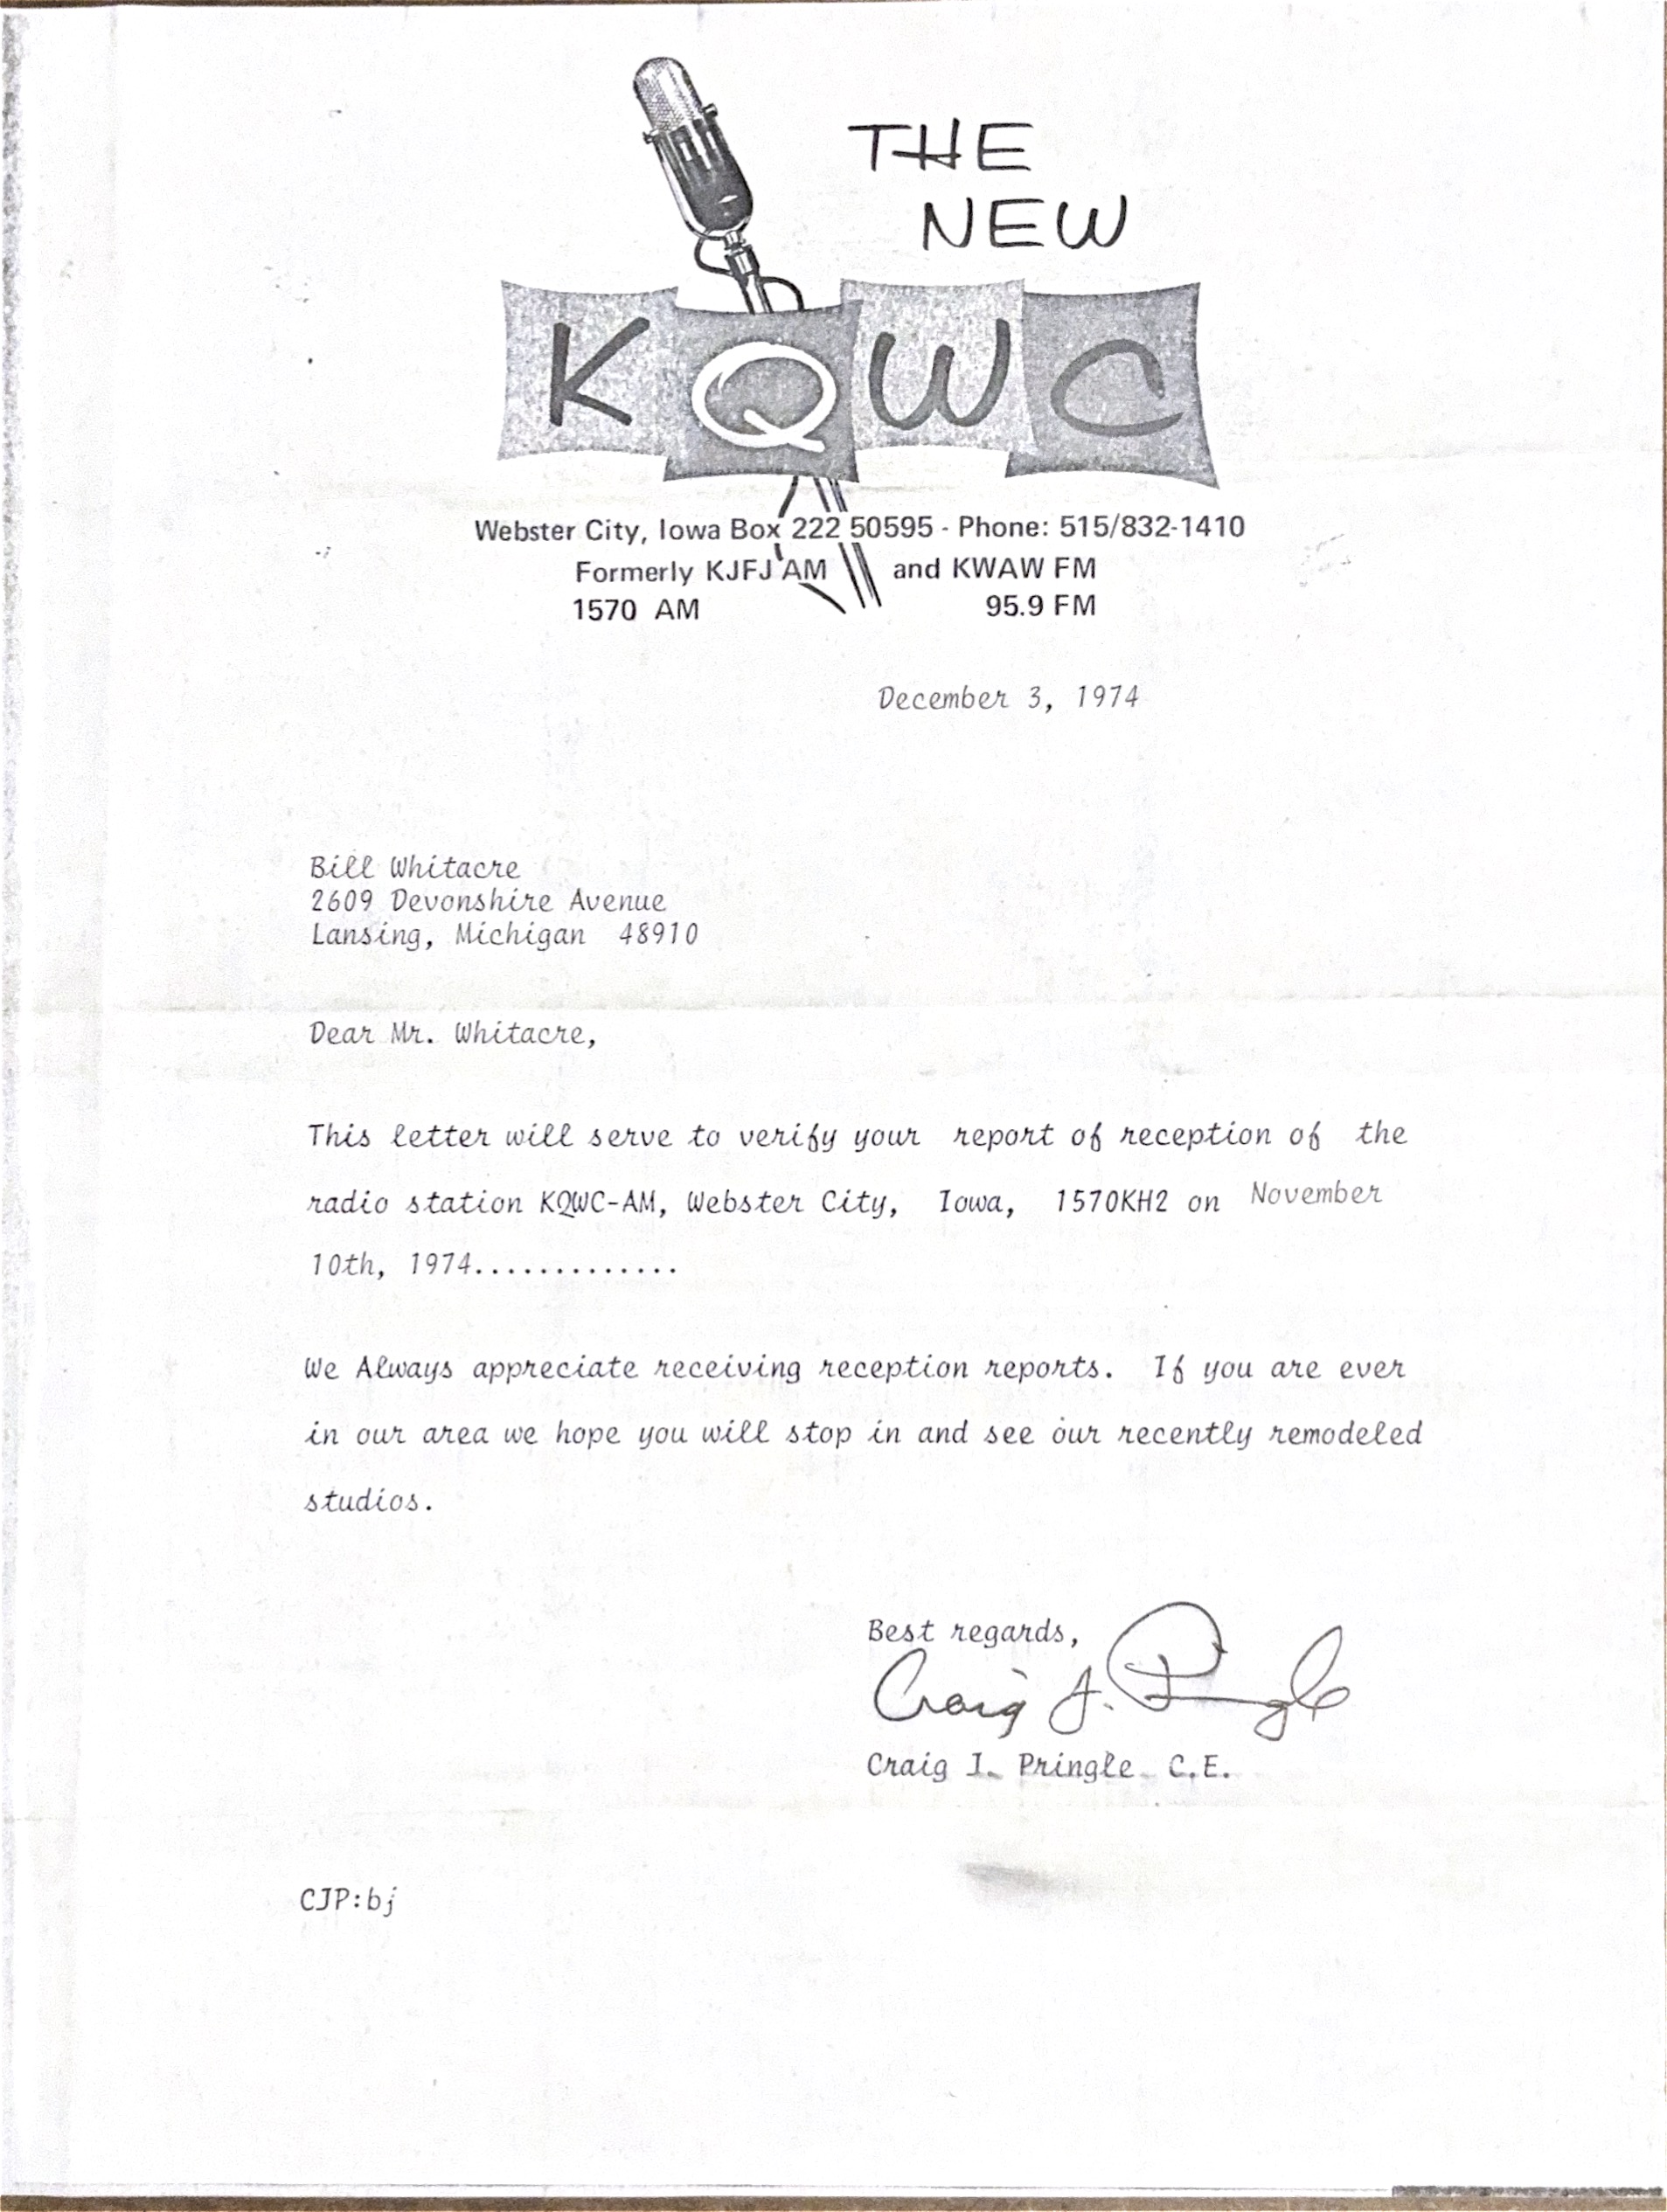 THE
NEW
KQWC
Webster City, Iowa Box 222 50595 - Phone: 515/832-1410
Formerly KJFJ AM and KWAW FM
1570 AM 95.9 FM
December 3, 1974
Bill Whitacre
2609 Devonshire Avenue
Lansing, Michigan 48910
Dear Mr. Whitacre,
This letter will serve to verify your report of reception of the
radio station KQWC-AM, Webster City, Iowa, 1570KH2 on November
10th, 1974.............
We Always appreciate receiving reception reports. If you are ever
in our area we hope you will stop in and see our recently remodeled
studios.
Best regards,
Craig J. Pringle
Craig J. Pringle C.E.
CJP:bj